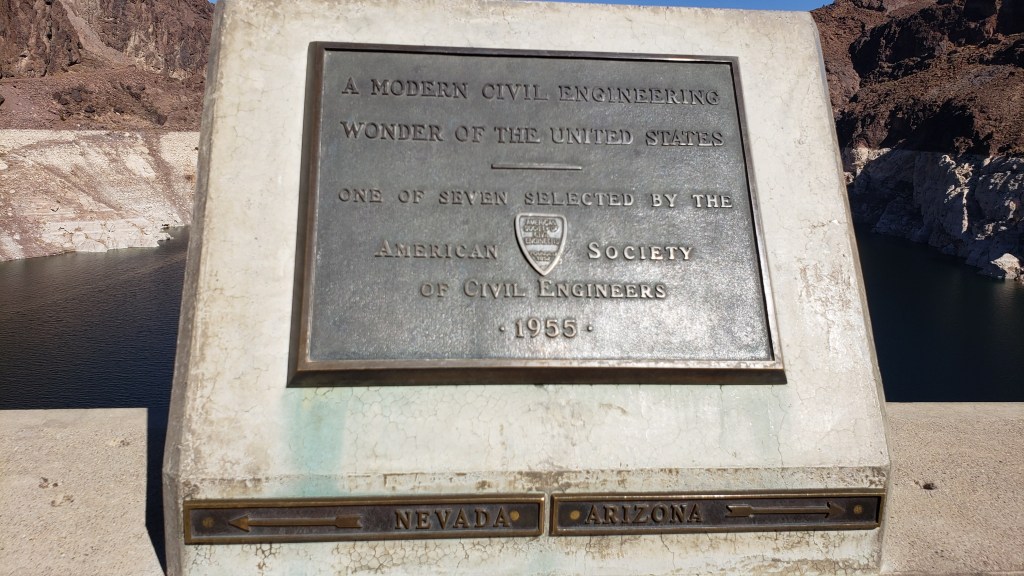 A MODERN CIVIL ENGINEERING
WONDER OF THE UNITED STATES
ONE OF SEVEN SELECTED BY THE
AMERICAN SOCIETY
OF CIVIL ENGINEERS
· 1955 ·
NEVADA
ARIZONA